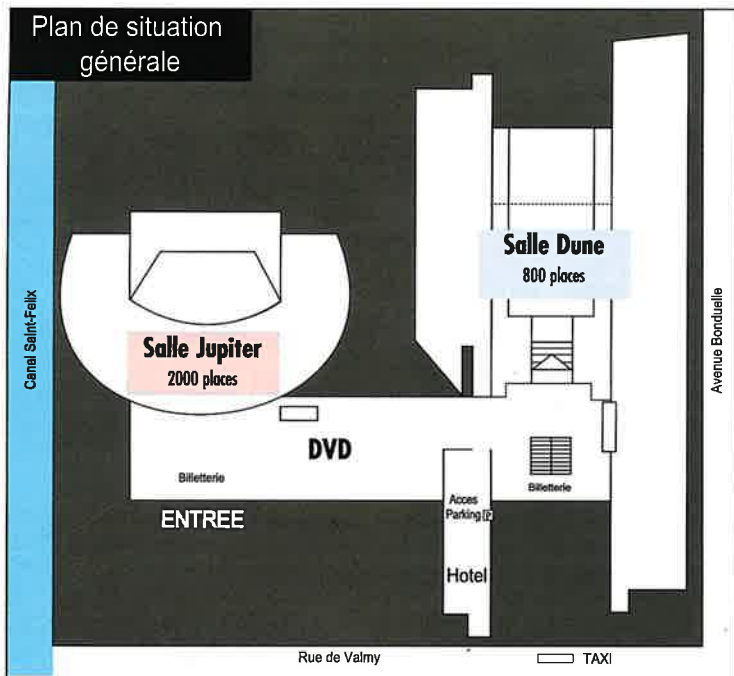 Plan de situation
générale
Canal Saint-Felix
Salle Jupiter
2000 places
Salle Dune
800 places
Avenue Bonduelle
DVD
Billetterie
ENTREE
Billetterie
Acces
Parking P
Hotel
Rue de Valmy
TAXI